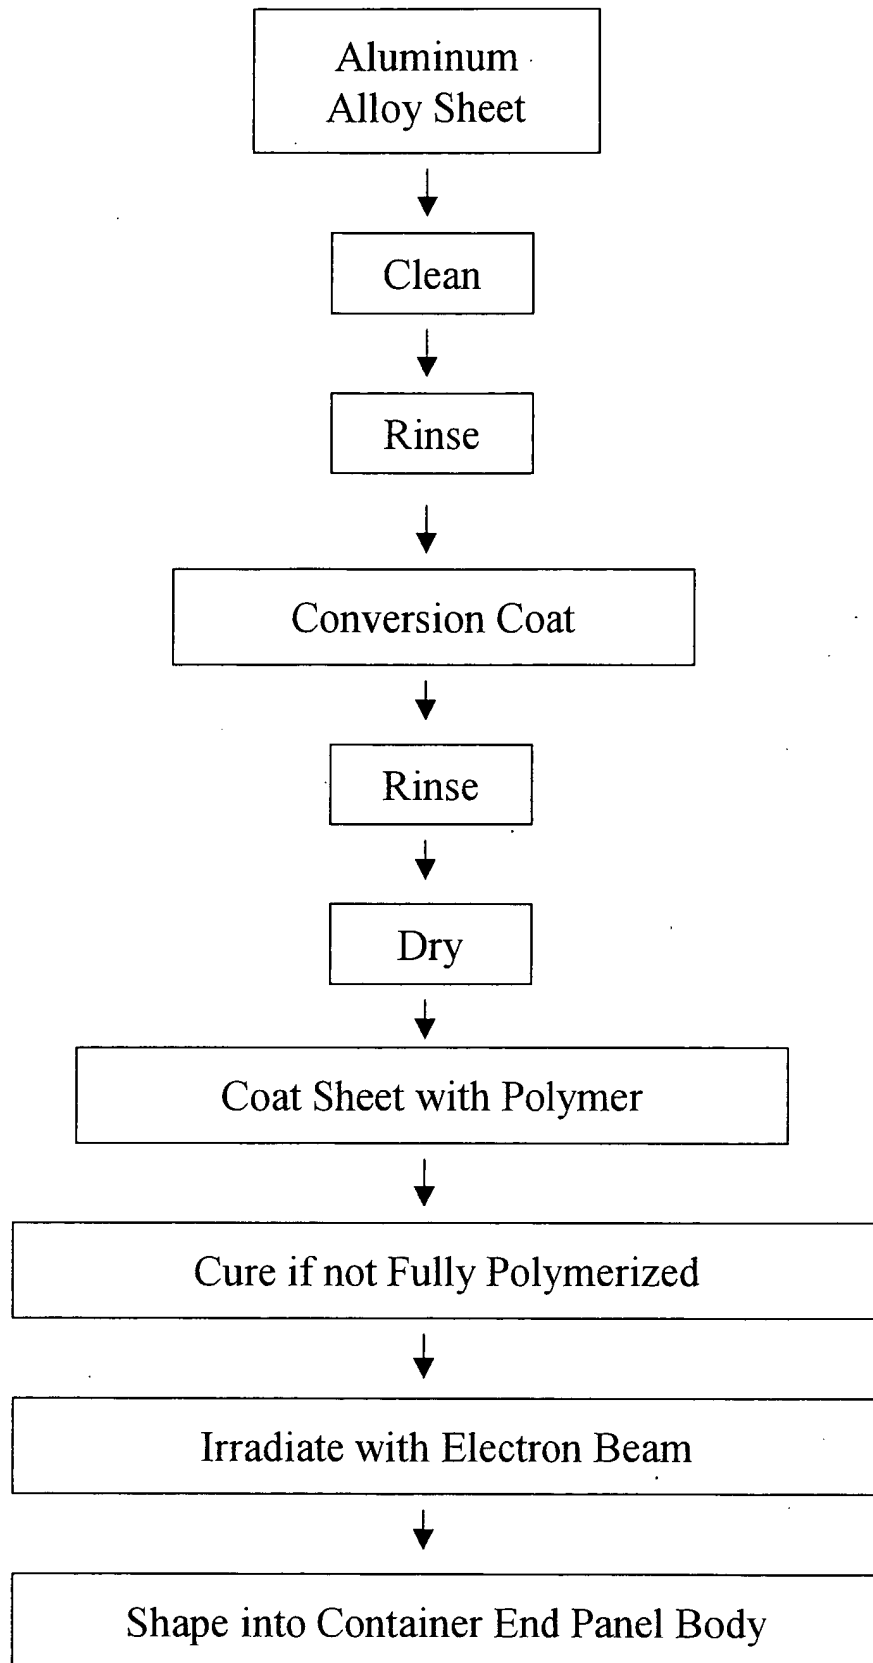 Aluminum
Alloy Sheet
Clean
Rinse
Conversion Coat
Rinse
Dry
Coat Sheet with Polymer
Cure if not Fully Polymerized
Irradiate with Electron Beam
Shape into Container End Panel Body